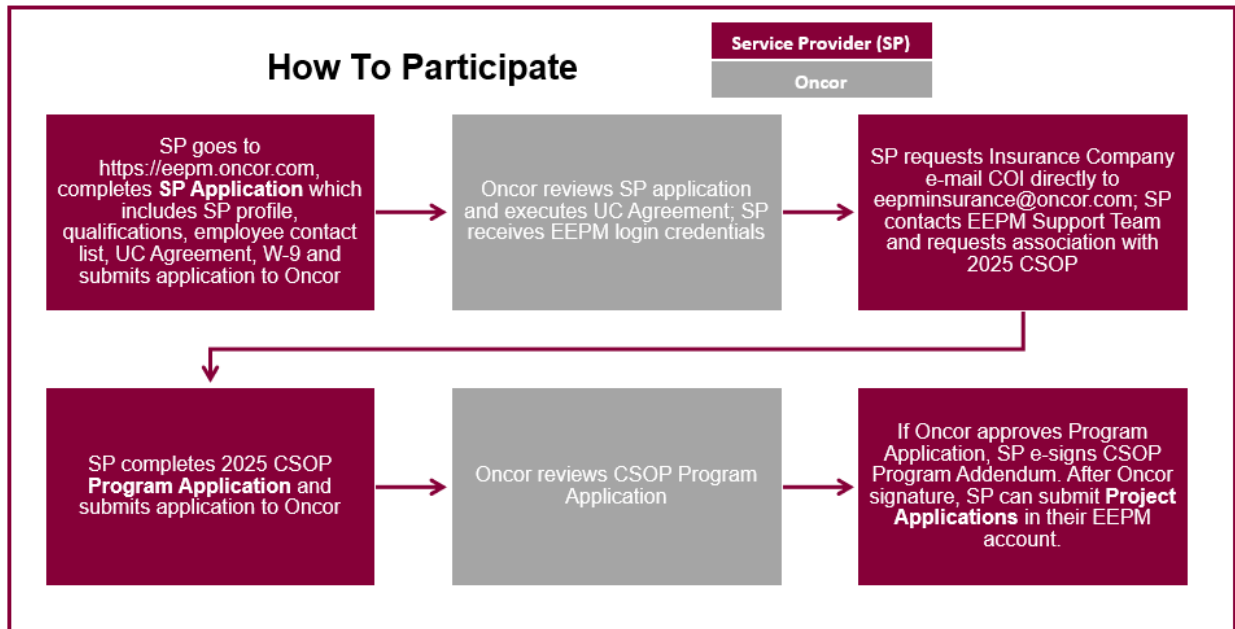 How To Participate
Service Provider (SP)
Oncor
SP goes to
https://eepm.oncor.com,
completes SP Application which
includes SP profile,
qualifications, employee contact
list, UC Agreement, W-9 and
submits application to Oncor
Oncor reviews SP application
and executes UC Agreement; SP
receives EEPM login credentials
SP requests Insurance Company
e-mail COI directly to
eepminsurance@oncor.com; SP
contacts EEPM Support Team
and requests association with
2025 CSOP
SP completes 2025 CSOP
Program Application and
submits application to Oncor
Oncor reviews CSOP Program
Application
If Oncor approves Program
Application, SP e-signs CSOP
Program Addendum. After Oncor
signature, SP can submit Project
Applications in their EEPM
account.